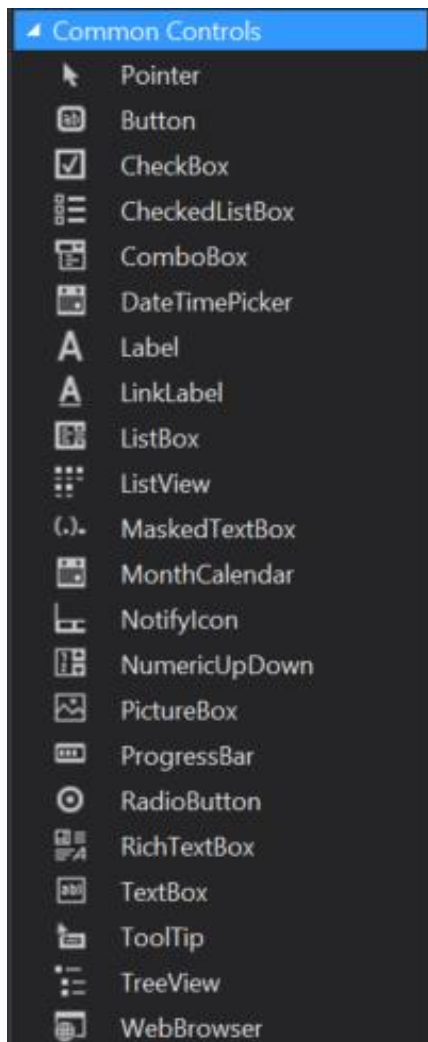 Common Controls
Pointer
Button
CheckBox
CheckedListBox
ComboBox
DateTimePicker
Label
LinkLabel
ListBox
ListView
MaskedTextBox
MonthCalendar
NotifyIcon
NumericUpDown
PictureBox
ProgressBar
RadioButton
RichTextBox
TextBox
ToolTip
TreeView
WebBrowser